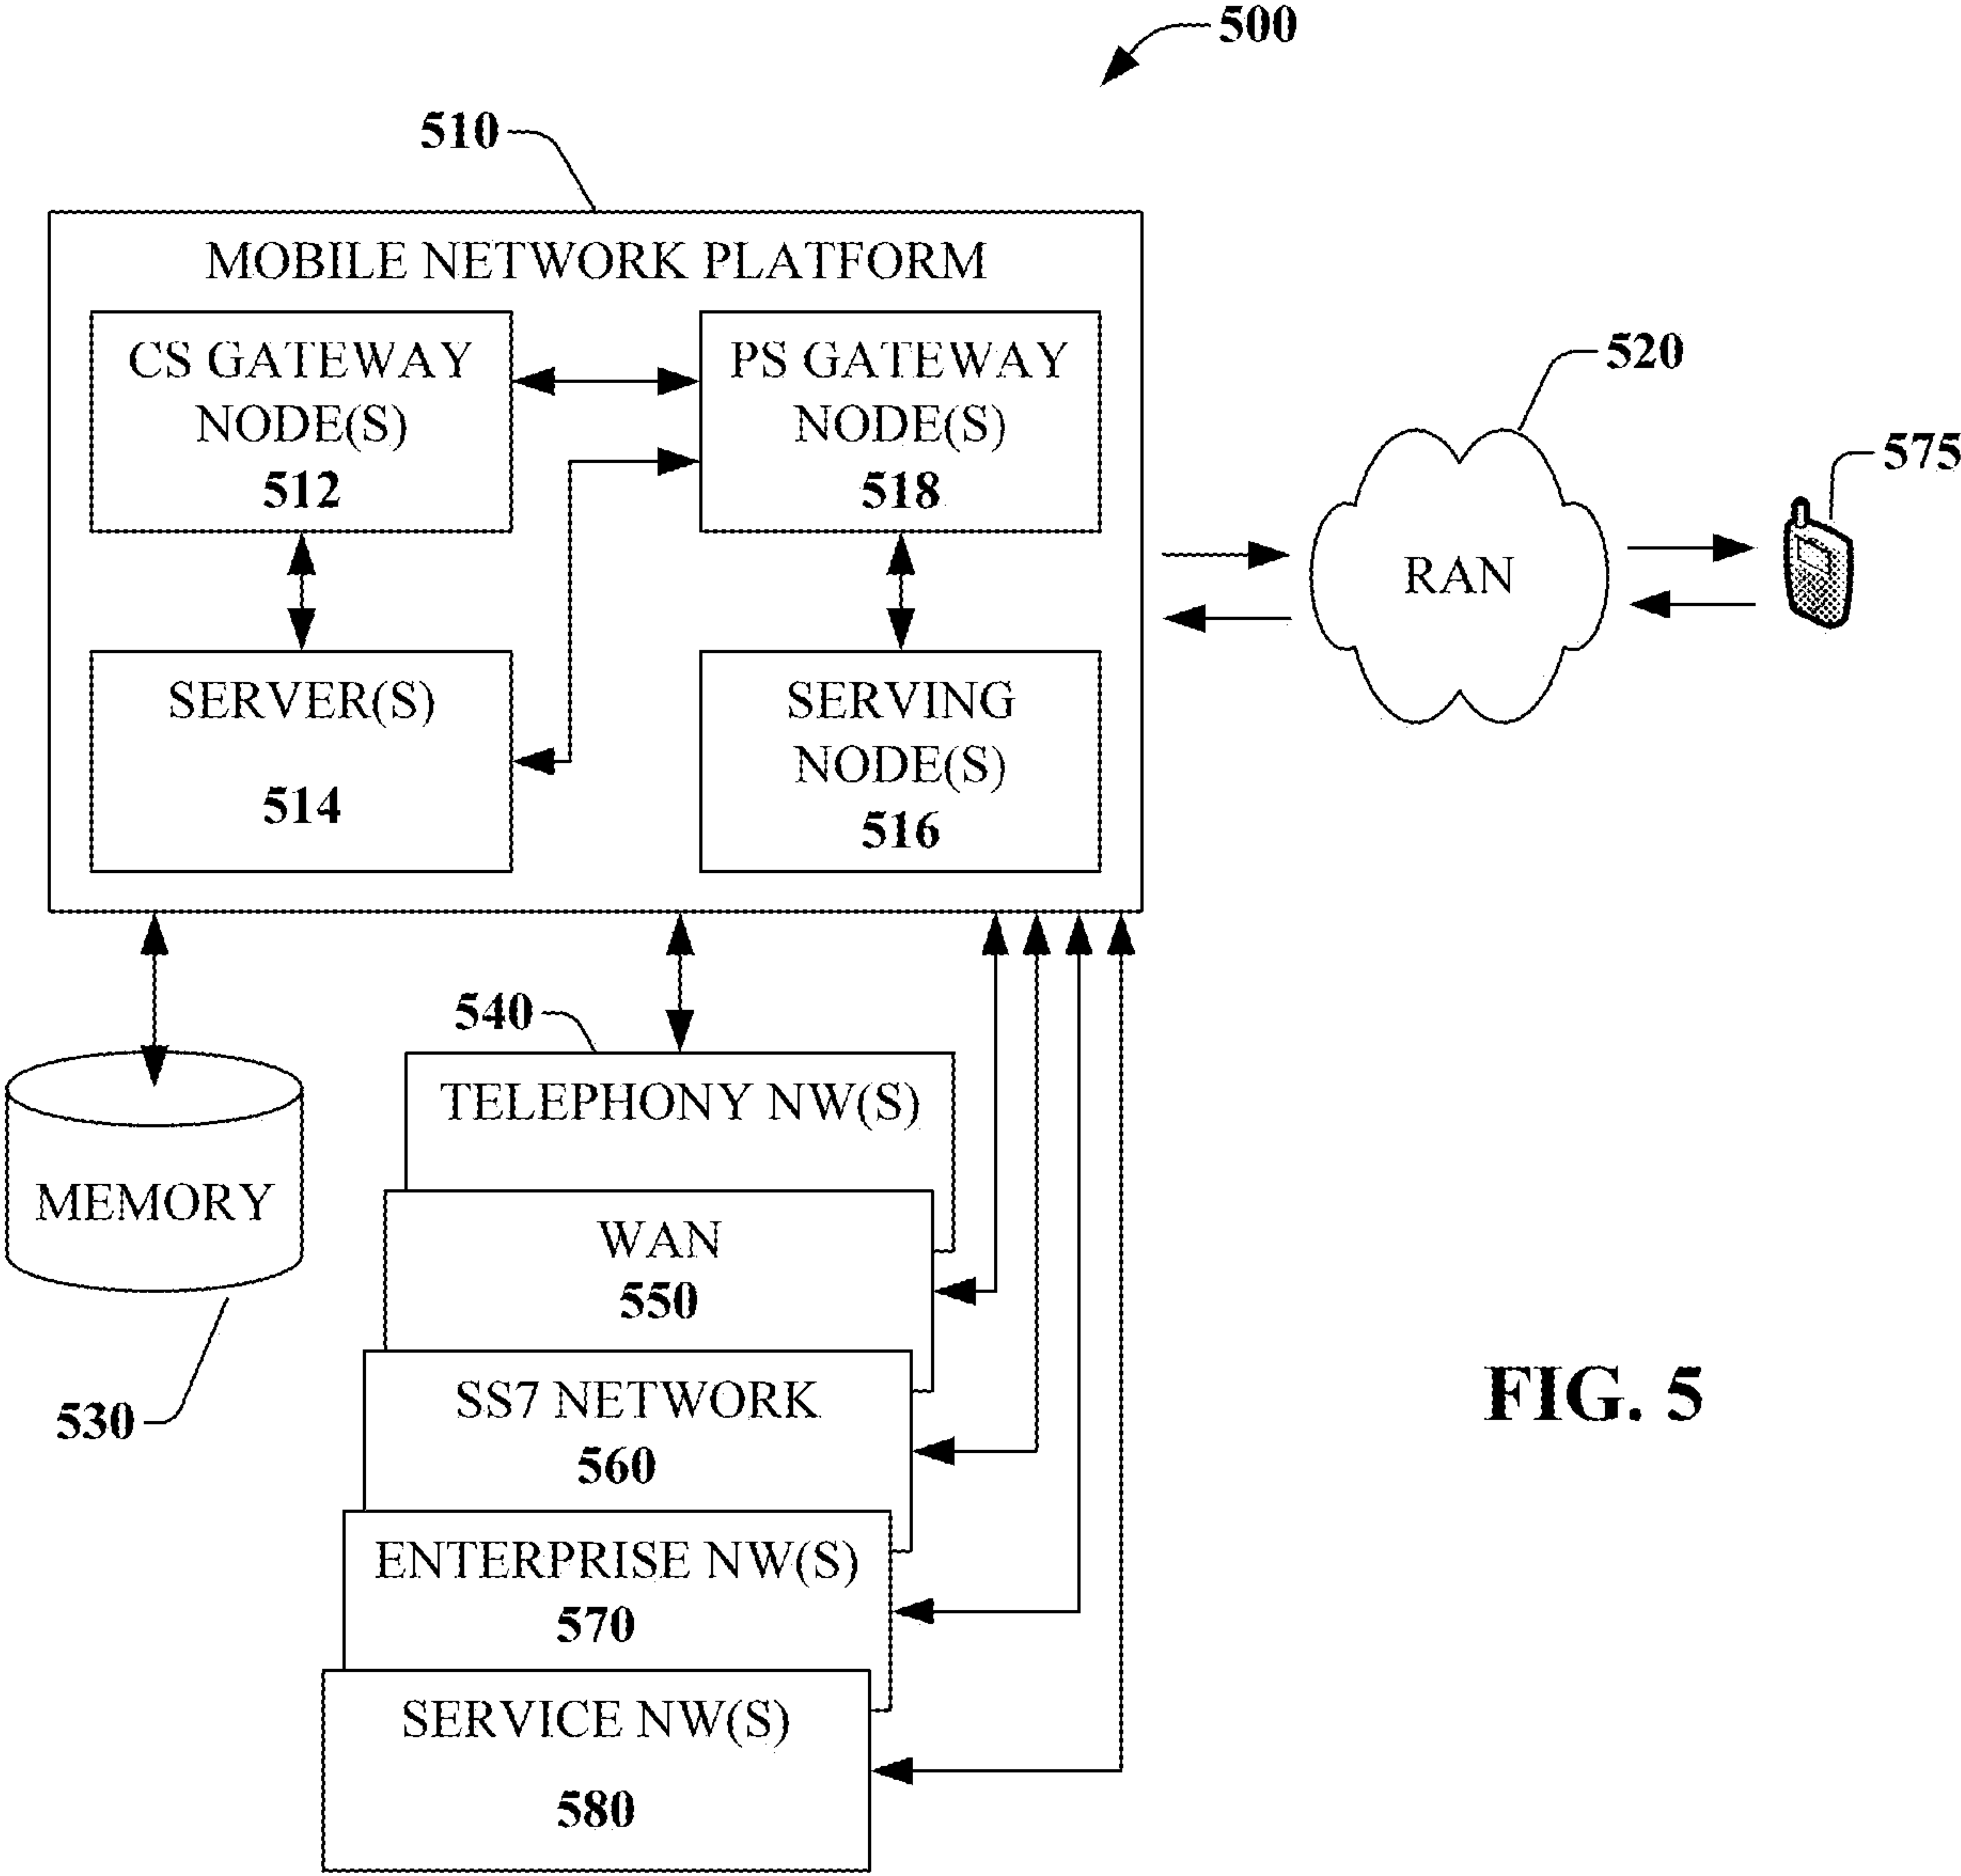 500
510
MOBILE NETWORK PLATFORM
CS GATEWAY
NODE(S)
512
PS GATEWAY
NODE(S)
518
SERVER(S)
514
SERVING
NODE(S)
516
520
RAN
575
540
TELEPHONY NW(S)
MEMORY
530
WAN
550
SS7 NETWORK
560
ENTERPRISE NW(S)
570
SERVICE NW(S)
580
FIG. 5